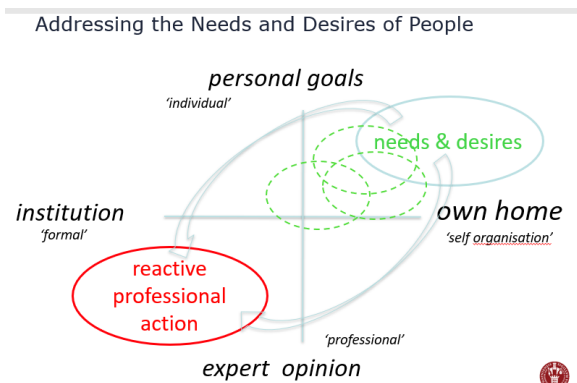 Addressing the Needs and Desires of People
personal goals
'individual'
needs & desires
institution
'formal'
own home
'self organisation'
reactive
professional
action
'professional'
expert opinion